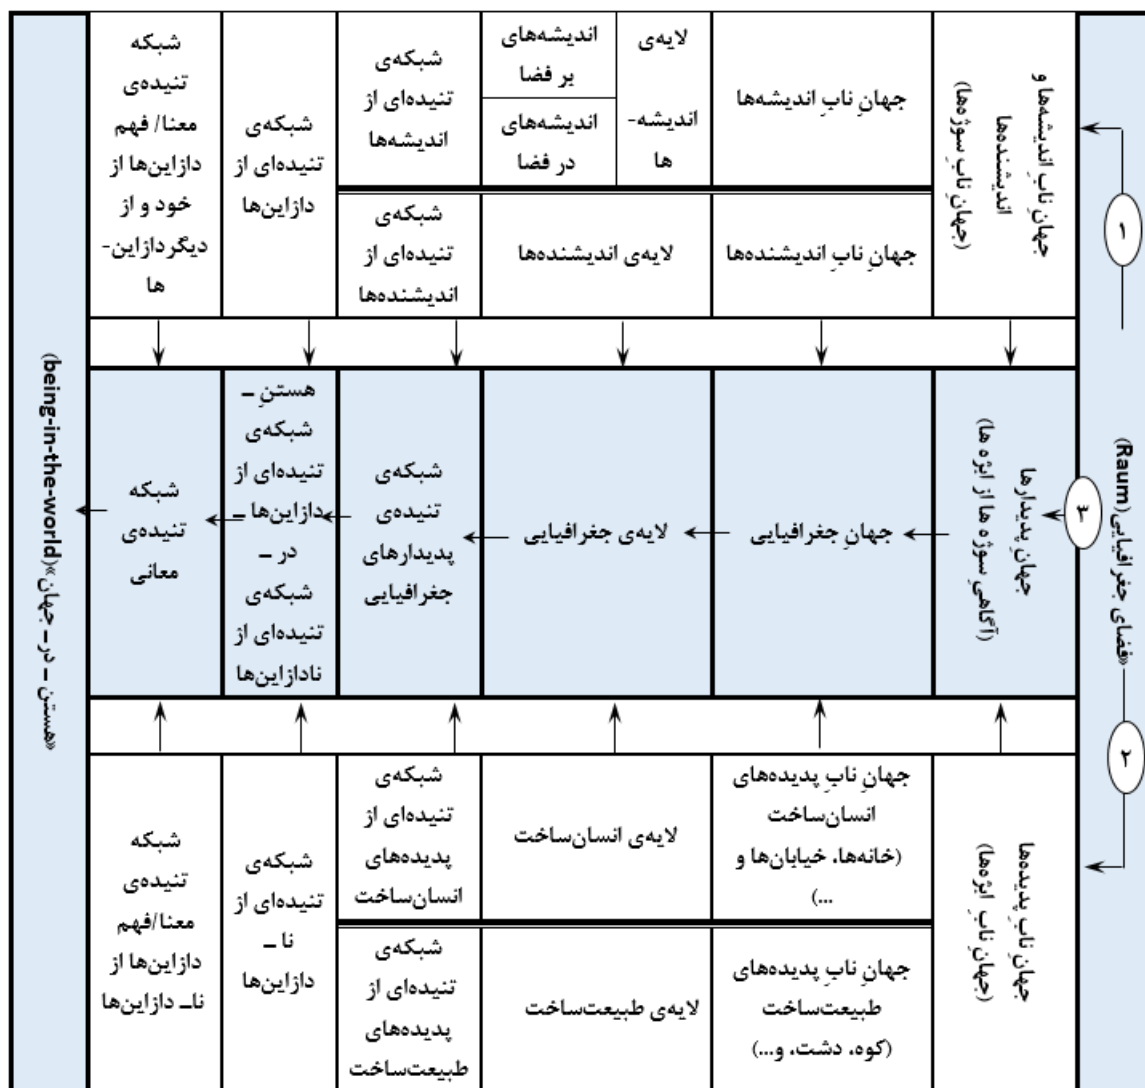 «فضای جغرافیایی(Raum)
۱
۳
۲
جهانِ نابِ اندیشه‌ها و
اندیشنده‌ها
(جهانِ نابِ سوژه‌ها)
جهانِ نابِ اندیشه‌ها
لایه‌ی
اندیشه-
ها
اندیشه‌های
بر فضا
اندیشه‌های
در فضا
شبکه‌ی
تنیده‌ای از
اندیشه‌ها
شبکه‌ی
تنیده‌ای از
دازاین‌ها
شبکه
تنیده‌ی
معنا/ فهم
دازاین‌ها از
خود و از
دیگردازاین-
ها
جهانِ نابِ اندیشنده‌ها
لایه‌ی اندیشنده‌ها
شبکه‌ی
تنیده‌ای از
اندیشنده‌ها
جهانِ پدیدارها
(آگاهیِ سوژه ها از ابژه ها)
جهانِ جغرافیایی
لایه‌ی جغرافیایی
شبکه‌ی
تنیده‌ی
پدیدارهای
جغرافیایی
هستنِ –
شبکه‌ی
تنیده‌ای از
دازاین‌ها –
در –
شبکه‌ی
تنیده‌ای از
نادازاین‌ها
شبکه
تنیده‌ی
معانی
جهانِ نابِ پدیده‌ها
(جهانِ نابِ ابژه‌ها)
جهانِ نابِ پدیده‌های
انسان‌ساخت
(خانه‌ها، خیابان‌ها و
...)
لایه‌ی انسان‌ساخت
شبکه‌ی
تنیده‌ای از
پدیده‌های
انسان‌ساخت
شبکه‌ی
تنیده‌ای از
نا –
دازاین‌ها
شبکه
تنیده‌ی
معنا/فهم
دازاین‌ها از
نا– دازاین‌ها
جهانِ نابِ پدیده‌های
طبیعت‌ساخت
(کوه، دشت، و...)
لایه‌ی طبیعت‌ساخت
شبکه‌ی
تنیده‌ای از
پدیده‌های
طبیعت‌ساخت
«هستن – در – جهان»(being-in-the-world)